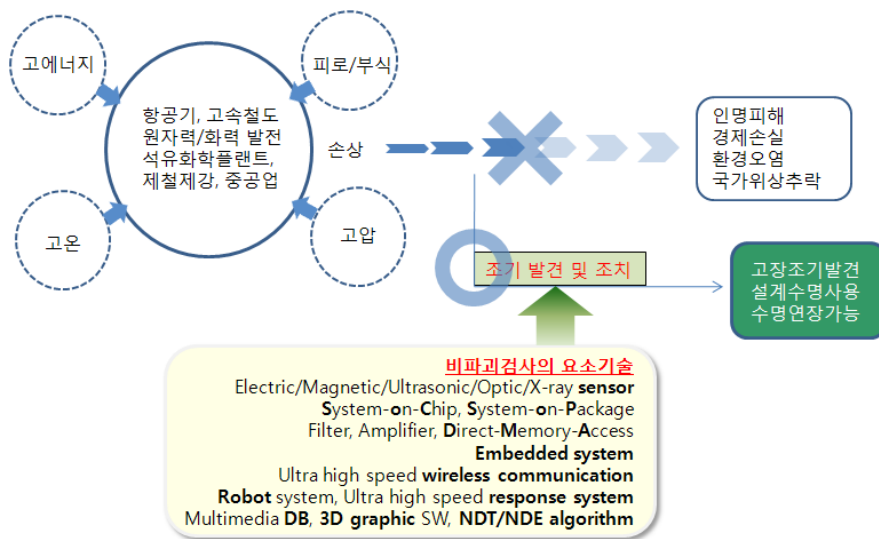 고에너지
피로/부식
항공기, 고속철도
원자력/화력 발전
석유화학플랜트,
제철제강, 중공업
고온
고압
손상
인명피해
경제손실
환경오염
국가위상추락
조기 발견 및 조치
고장조기발견
설계수명사용
수명연장가능
비파괴검사의 요소기술
Electric/Magnetic/Ultrasonic/Optic/X-ray sensor
System-on-Chip, System-on-Package
Filter, Amplifier, Direct-Memory-Access
Embedded system
Ultra high speed wireless communication
Robot system, Ultra high speed response system
Multimedia DB, 3D graphic SW, NDT/NDE algorithm